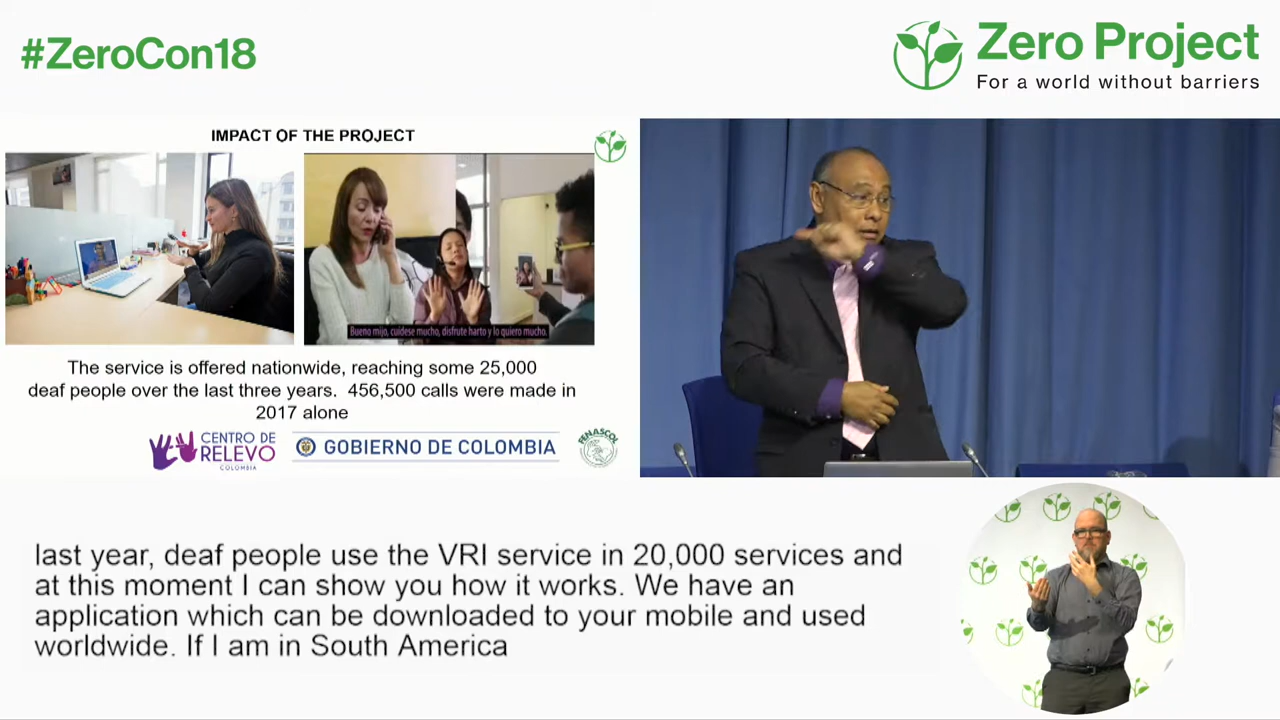 #ZeroCon18
Zero Project
For a world without barriers
IMPACT OF THE PROJECT
Bueno mijo, cuídese mucho, disfrute harto y lo quiero mucho.
The service is offered nationwide, reaching some 25,000
deaf people over the last three years. 456,500 calls were made in
2017 alone
CENTRO DE
RELEVO
COLOMBIA
GOBIERNO DE COLOMBIA
FENASCOL
last year, deaf people use the VRI service in 20,000 services and
at this moment I can show you how it works. We have an
application which can be downloaded to your mobile and used
worldwide. If I am in South America